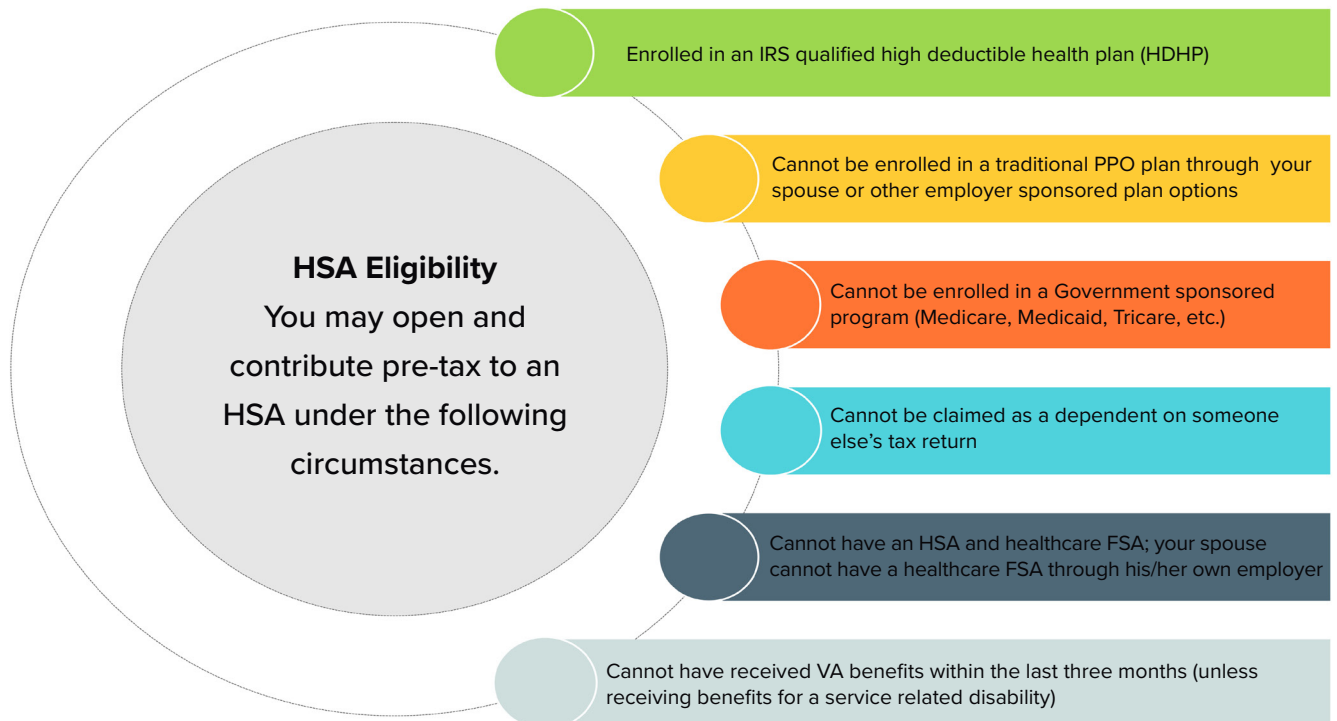 HSA Eligibility
You may open and
contribute pre-tax to an
HSA under the following
circumstances.
Enrolled in an IRS qualified high deductible health plan (HDHP)
Cannot be enrolled in a traditional PPO plan through  your
spouse or other employer sponsored plan options
Cannot be enrolled in a Government sponsored
program (Medicare, Medicaid, Tricare, etc.)
Cannot be claimed as a dependent on someone
else’s tax return
Cannot have an HSA and healthcare FSA; your spouse
cannot have a healthcare FSA through his/her own employer
Cannot have received VA benefits within the last three months (unless
receiving benefits for a service related disability)